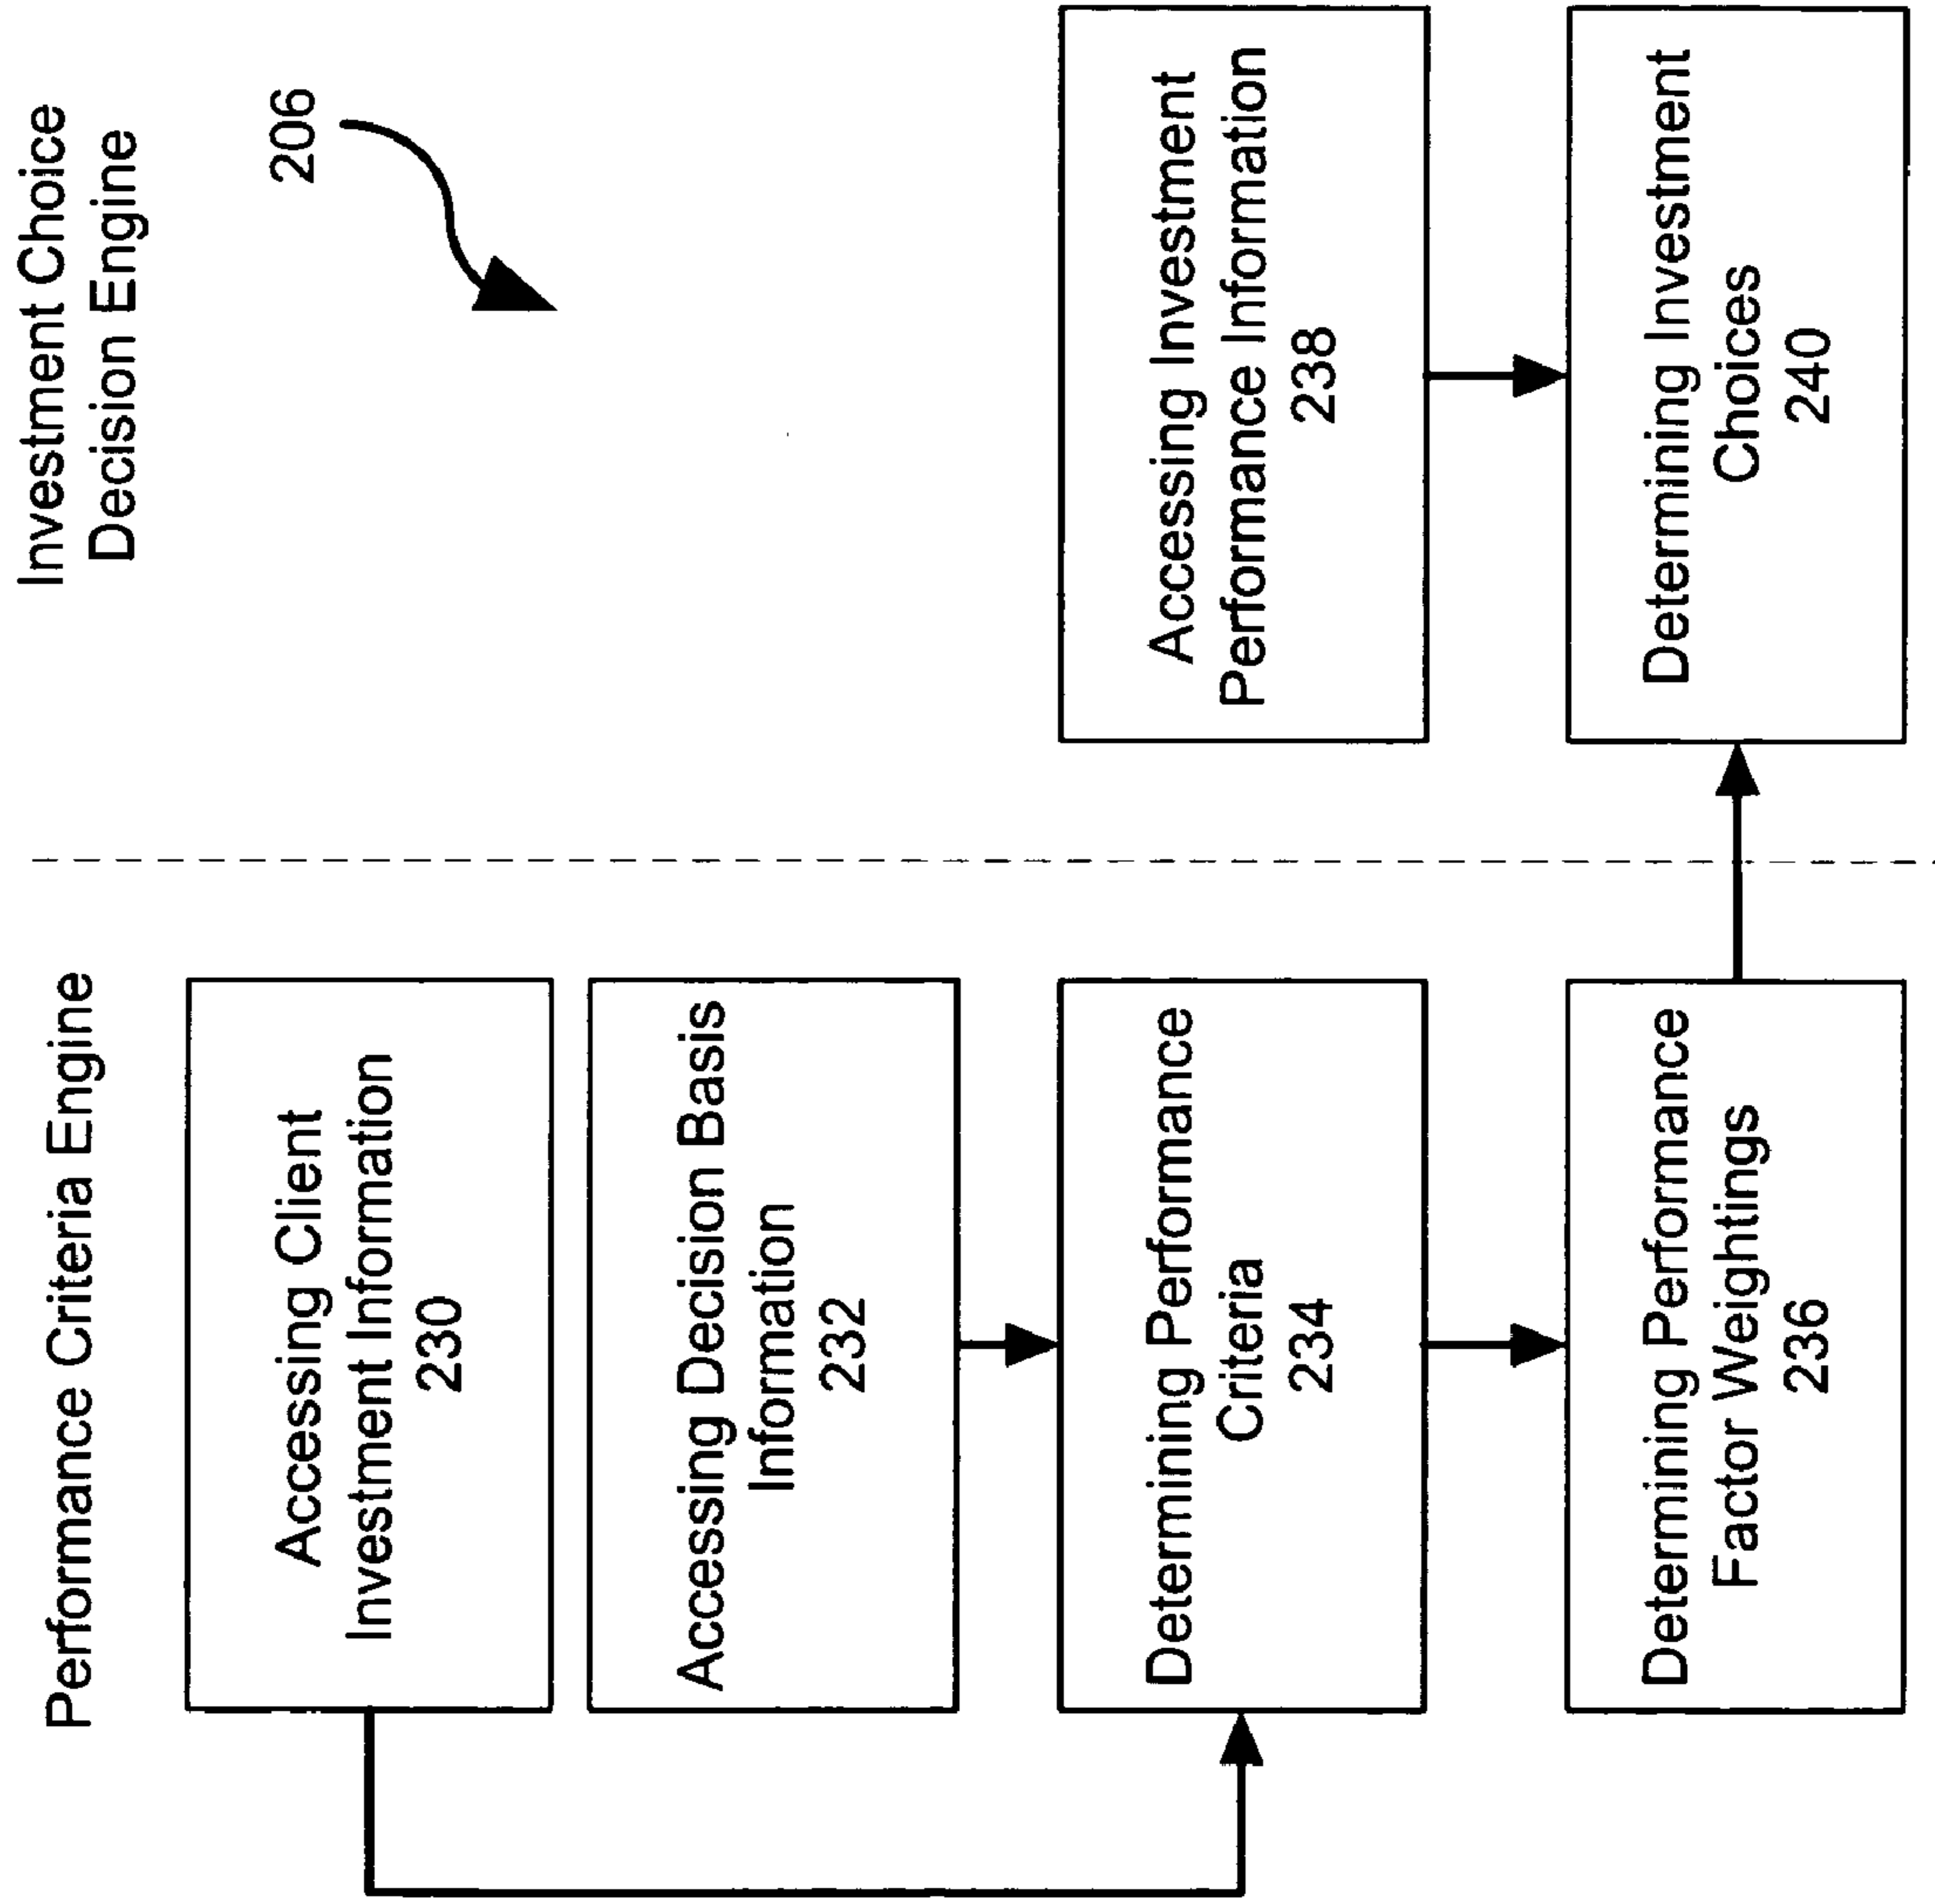 Performance Criteria Engine
Accessing Client
Investment Information
230
Accessing Decision Basis
Information
232
Determining Performance
Criteria
234
Determining Performance
Factor Weightings
236
Investment Choice
Decision Engine
206
Accessing Investment
Performance Information
238
Determining Investment
Choices
240